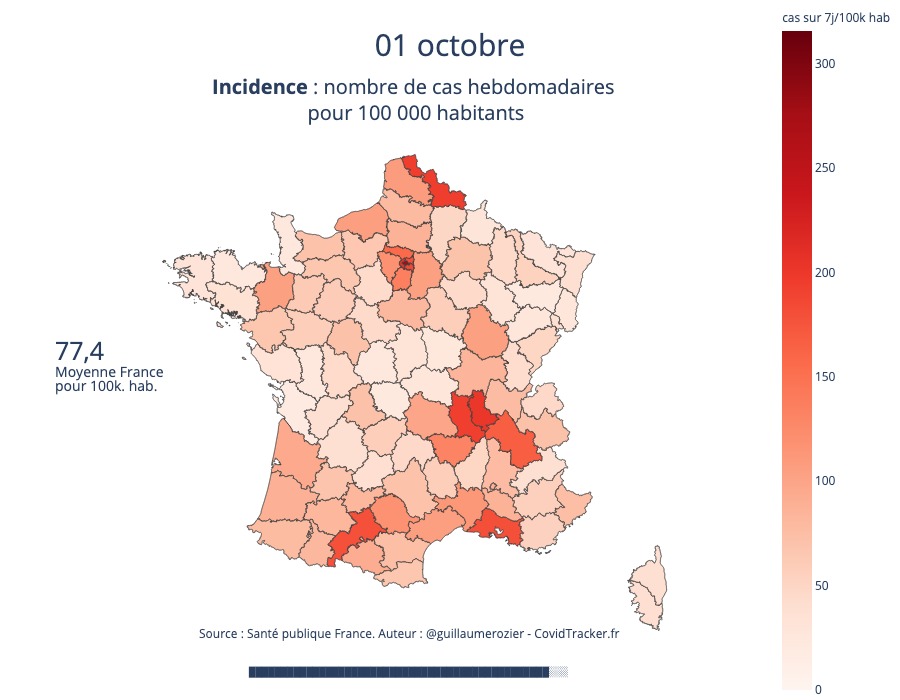 cas sur 7j/100k hab
01 octobre
Incidence : nombre de cas hebdomadaires
pour 100 000 habitants
300
250
200
150
100
50
0
77,4
Moyenne France
pour 100k. hab.
Source : Santé publique France. Auteur : @guillaumerozier - CovidTracker.fr